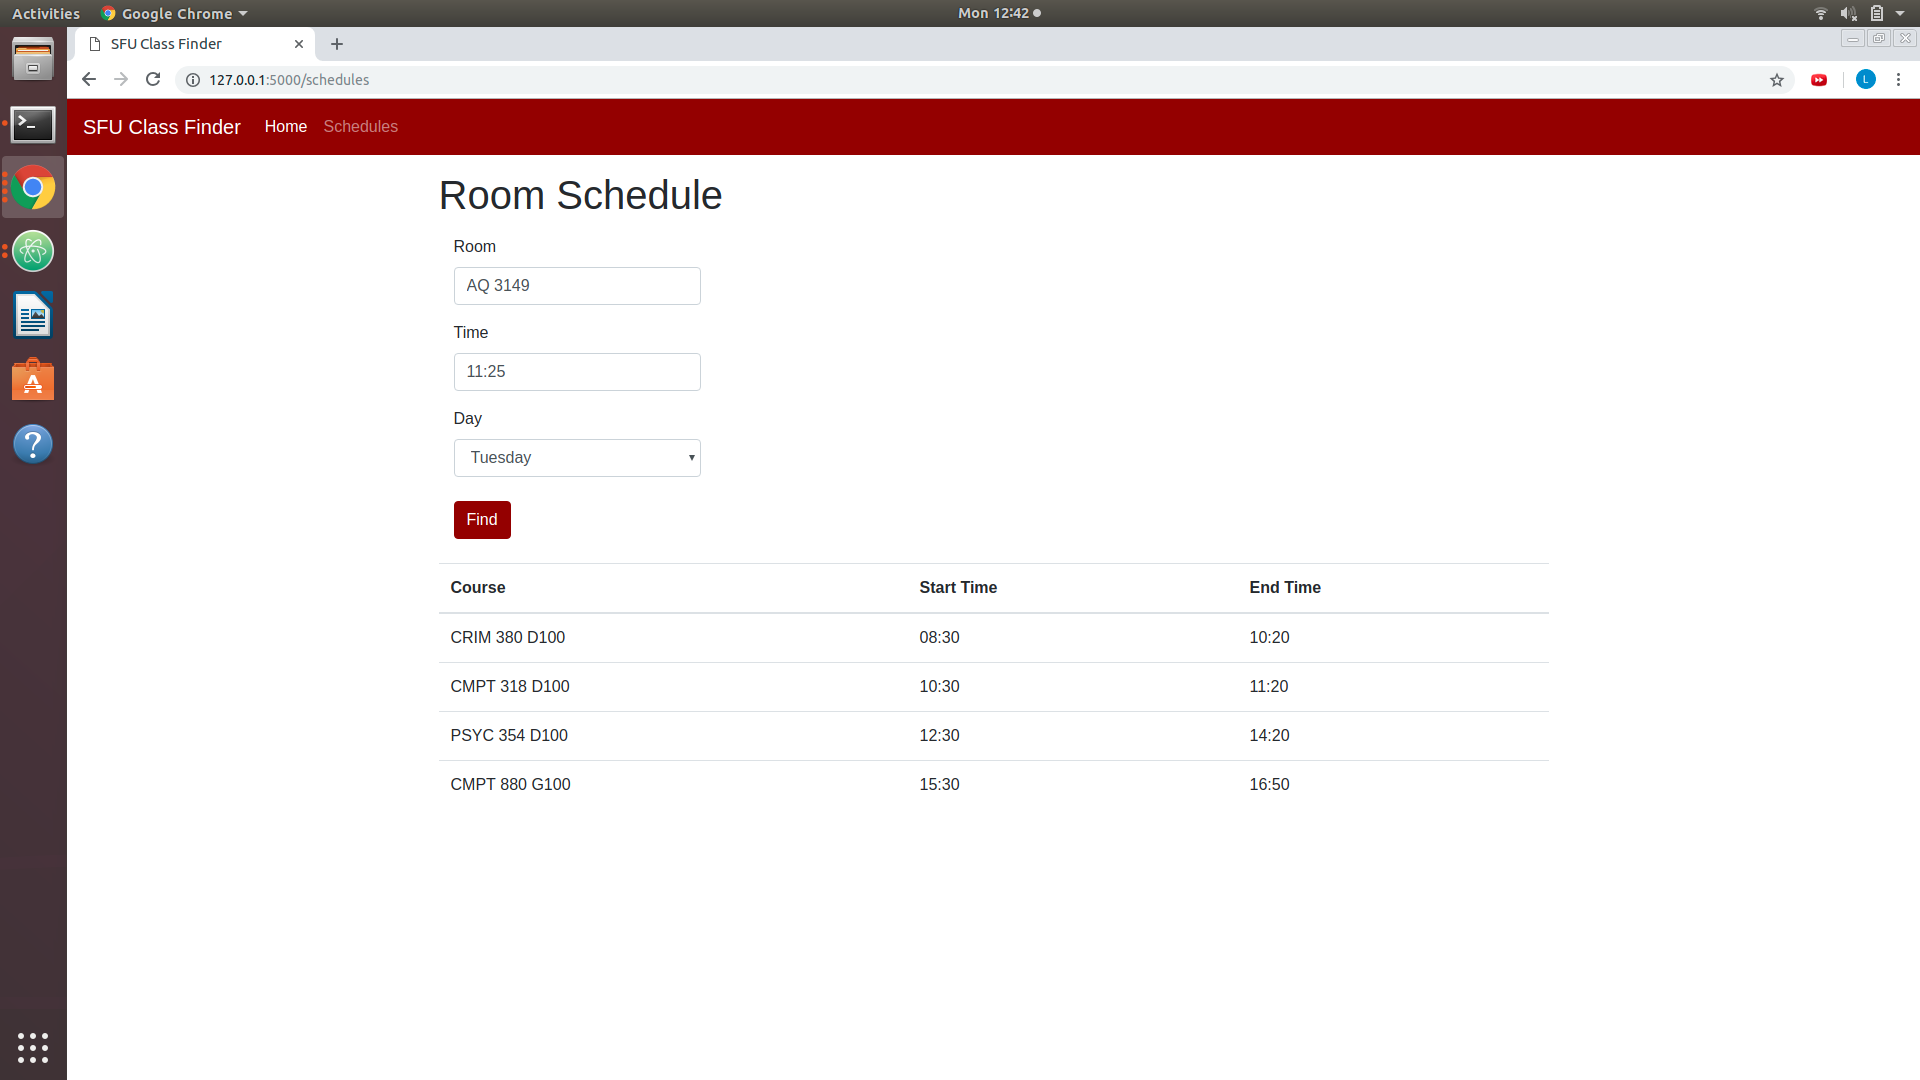 Activities Google Chrome Mon 12:42
SFU Class Finder
127.0.0.1:5000/schedules L
SFU Class Finder Home Schedules
Room Schedule
Room
AQ 3149
Time
11:25
Day
Tuesday
Find
Course Start Time End Time
CRIM 380 D100 08:30 10:20
CMPT 318 D100 10:30 11:20
PSYC 354 D100 12:30 14:20
CMPT 880 G100 15:30 16:50